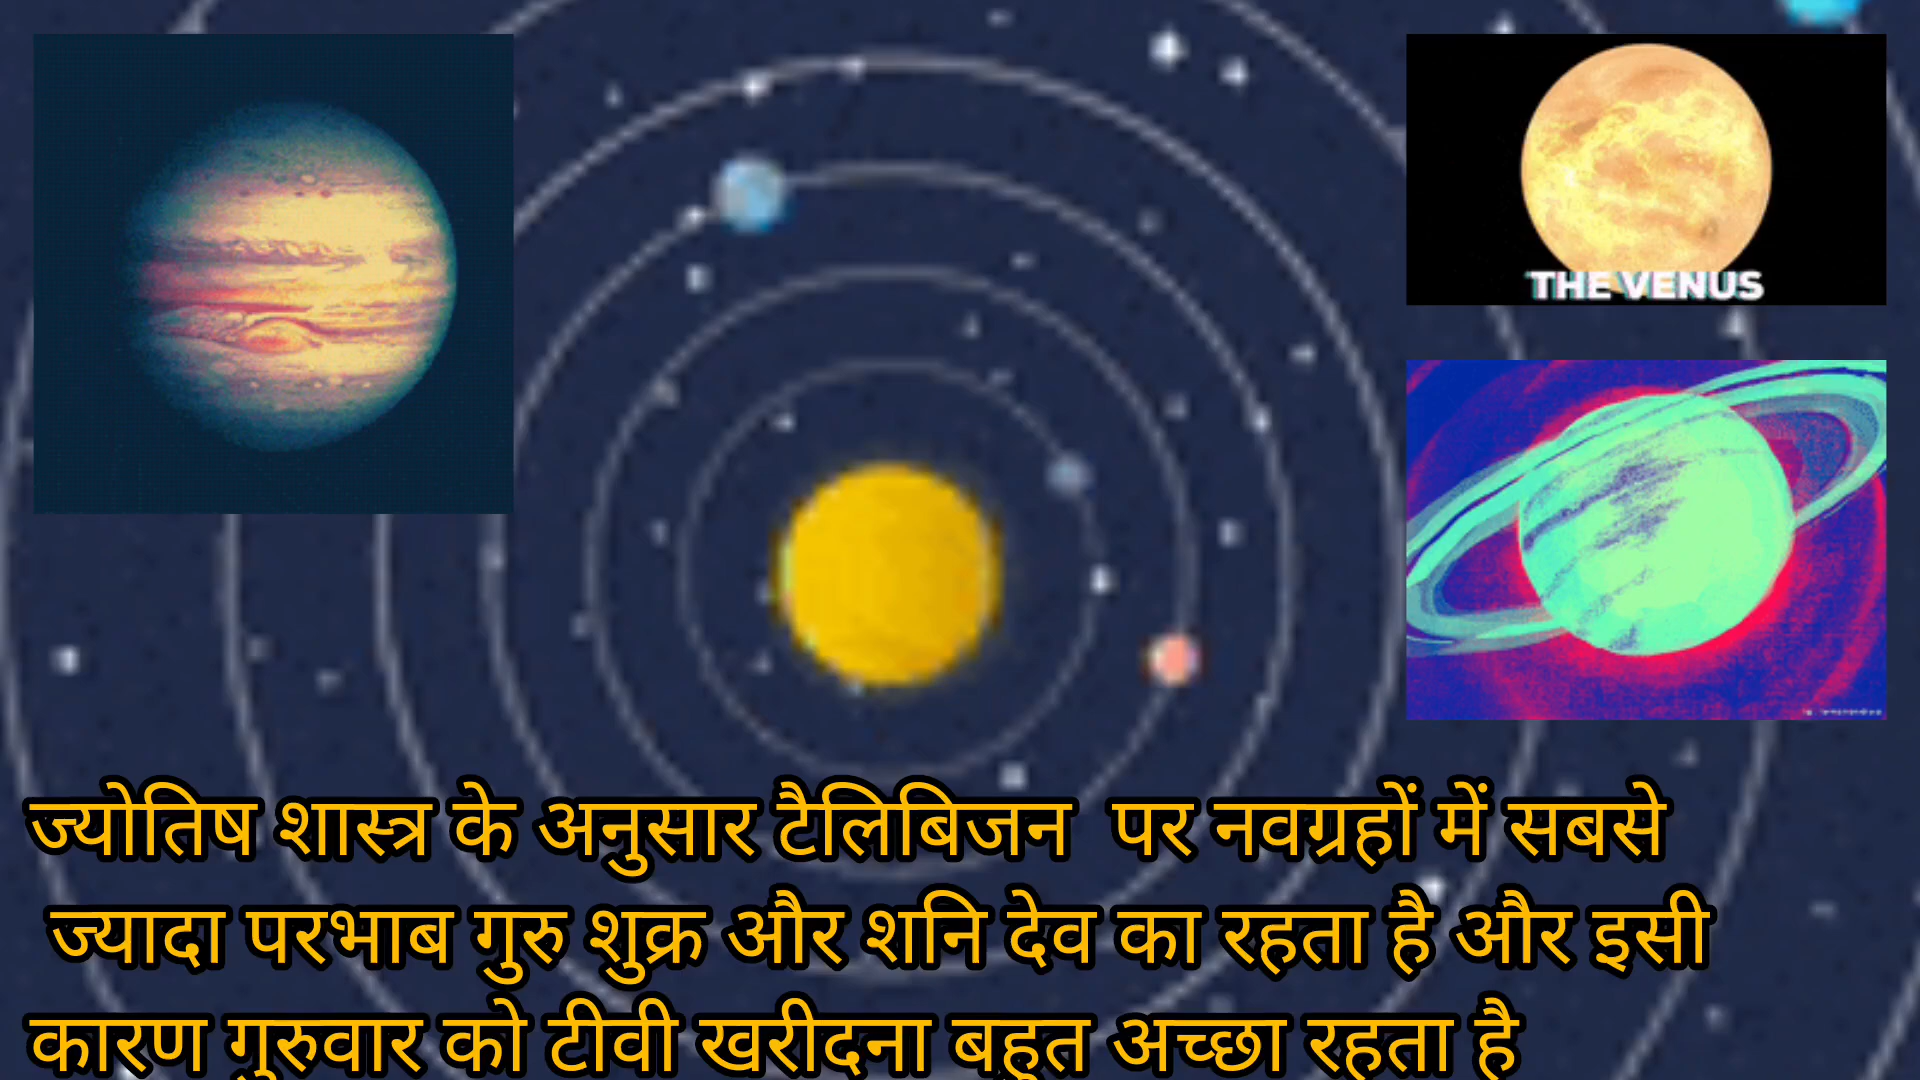 THE VENUS
ज्योतिष शास्त्र के अनुसार टैलिबिजन पर नवग्रहों में सबसे
ज्यादा परभाब गुरु शुक्र और शनि देव का रहता है और इसी
कारण गुरुवार को टीवी खरीदना बहुत अच्छा रहता है